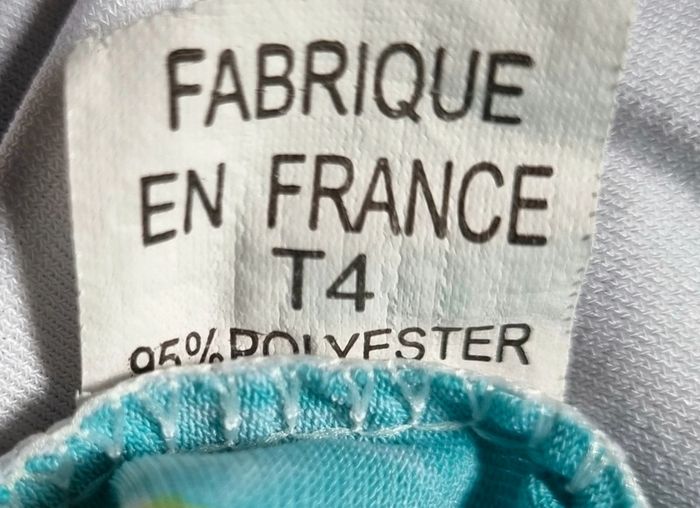 FABRIQUE
EN FRANCE
T4
95% POLYESTER